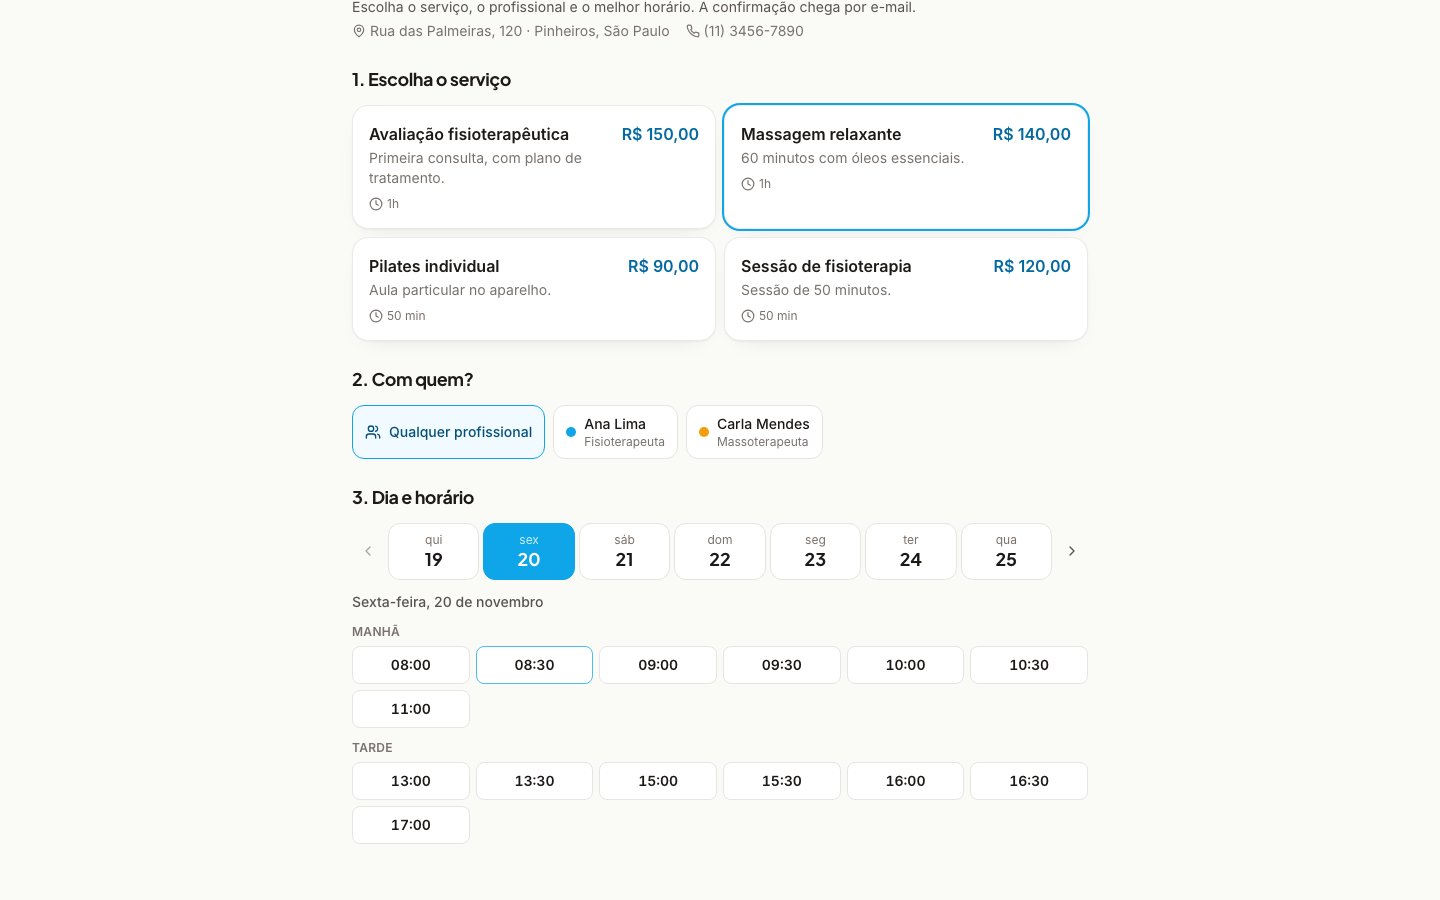 Escolha o serviço, o profissional e o melhor horário. A confirmação chega por e-mail.
Rua das Palmeiras, 120 · Pinheiros, São Paulo (11) 3456-7890
1. Escolha o serviço
Avaliação fisioterapêutica R$ 150,00
Primeira consulta, com plano de
tratamento.
1h
Massagem relaxante R$ 140,00
60 minutos com óleos essenciais.
1h
Pilates individual R$ 90,00
Aula particular no aparelho.
50 min
Sessão de fisioterapia R$ 120,00
Sessão de 50 minutos.
50 min
2. Com quem?
Qualquer profissional
Ana Lima
Fisioterapeuta
Carla Mendes
Massoterapeuta
3. Dia e horário
qui
19
sex
20
sáb
21
dom
22
seg
23
ter
24
qua
25
Sexta-feira, 20 de novembro
MANHÃ
08:00 08:30 09:00 09:30 10:00 10:30
11:00
TARDE
13:00 13:30 15:00 15:30 16:00 16:30
17:00